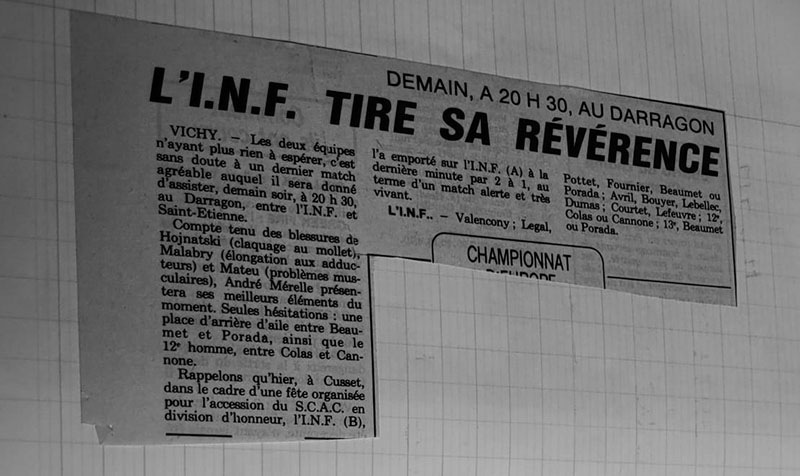 DEMAIN, A 20 H 30, AU DARRAGON
L'I.N.F. TIRE SA RÉVÉRENCE
VICHY. – Les deux équipes
n'ayant plus rien à espérer, c'est
sans doute à un dernier match
agréable auquel il sera donné
d'assister, demain soir, à 20 h 30,
au Darragon, entre l'I.N.F. et
Saint-Etienne.
Compte tenu des blessures de
Hojnatski (claquage au mollet),
Malabry (élongation aux adduc-
teurs) et Mateu (problèmes mus-
culaires), André Mérelle présen-
tera ses meilleurs éléments du
moment. Seules hésitations : une
place d'arrière d'aile entre Beau-
met et Porada, ainsi que le
12e homme, entre Colas et Can-
none.
Rappelons qu'hier, à Cusset,
dans le cadre d'une fête organisée
pour l'accession du S.C.A.C. en
division d'honneur, l'I.N.F. (B),
l'a emporté sur l'I.N.F. (A) à la
dernière minute par 2 à 1, au
terme d'un match alerte et très
vivant.
L'I.N.F.. – Valencony ; Legal,
Pottet, Fournier, Beaumet ou
Porada ; Avril, Bouyer, Lebellec,
Dumas ; Courtet, Lefeuvre ; 12e,
Colas ou Cannone ; 13e, Beaumet
ou Porada.
CHAMPIONNAT
D'EUROPE